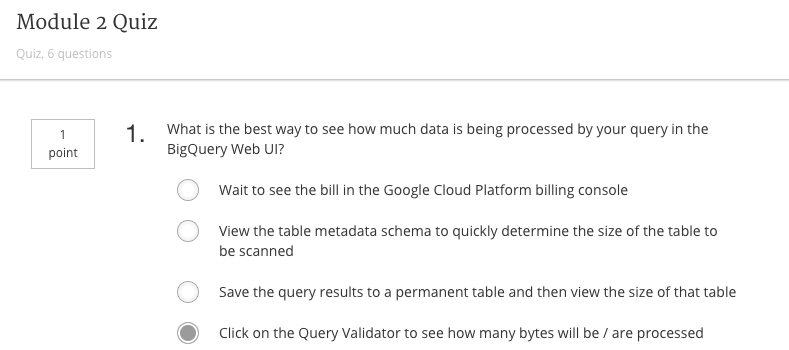 Module 2 Quiz
Quiz, 6 questions
1
point
1.
What is the best way to see how much data is being processed by your query in the
BigQuery Web UI?
Wait to see the bill in the Google Cloud Platform billing console
View the table metadata schema to quickly determine the size of the table to
be scanned
Save the query results to a permanent table and then view the size of that table
Click on the Query Validator to see how many bytes will be / are processed